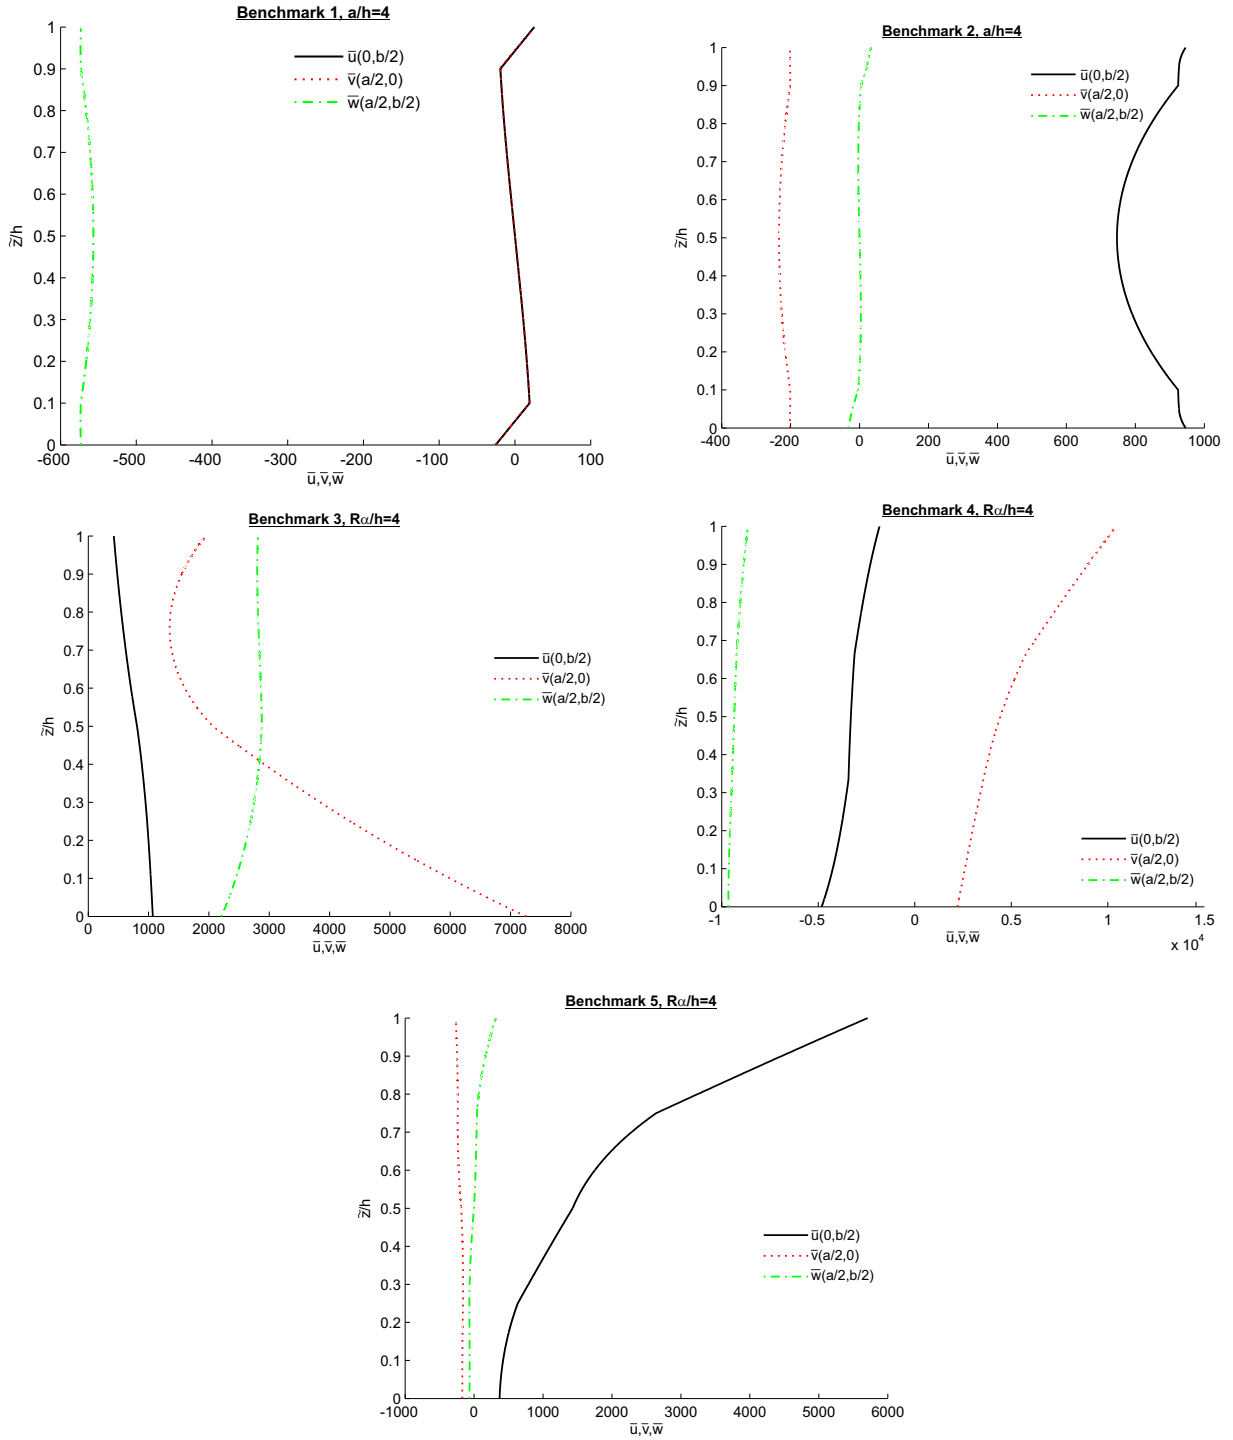 Benchmark 1, a/h=4
1
0.9
0.8
0.7
0.6
0.5
0.4
0.3
0.2
0.1
0
z̃/h
-600 -500 -400 -300 -200 -100 0 100
u̅,v̅,w̅
u̅(0,b/2)
v̅(a/2,0)
w̅(a/2,b/2)
Benchmark 2, a/h=4
1
0.9
0.8
0.7
0.6
0.5
0.4
0.3
0.2
0.1
0
z̃/h
-400 -200 0 200 400 600 800 1000
u̅,v̅,w̅
u̅(0,b/2)
v̅(a/2,0)
w̅(a/2,b/2)
Benchmark 3, Rα/h=4
1
0.9
0.8
0.7
0.6
0.5
0.4
0.3
0.2
0.1
0
z̃/h
0 1000 2000 3000 4000 5000 6000 7000 8000
u̅,v̅,w̅
u̅(0,b/2)
v̅(a/2,0)
w̅(a/2,b/2)
Benchmark 4, Rα/h=4
1
0.9
0.8
0.7
0.6
0.5
0.4
0.3
0.2
0.1
0
z̃/h
-1 -0.5 0 0.5 1 1.5
x 10⁴
u̅,v̅,w̅
u̅(0,b/2)
v̅(a/2,0)
w̅(a/2,b/2)
Benchmark 5, Rα/h=4
1
0.9
0.8
0.7
0.6
0.5
0.4
0.3
0.2
0.1
0
z̃/h
-1000 0 1000 2000 3000 4000 5000 6000
u̅,v̅,w̅
u̅(0,b/2)
v̅(a/2,0)
w̅(a/2,b/2)